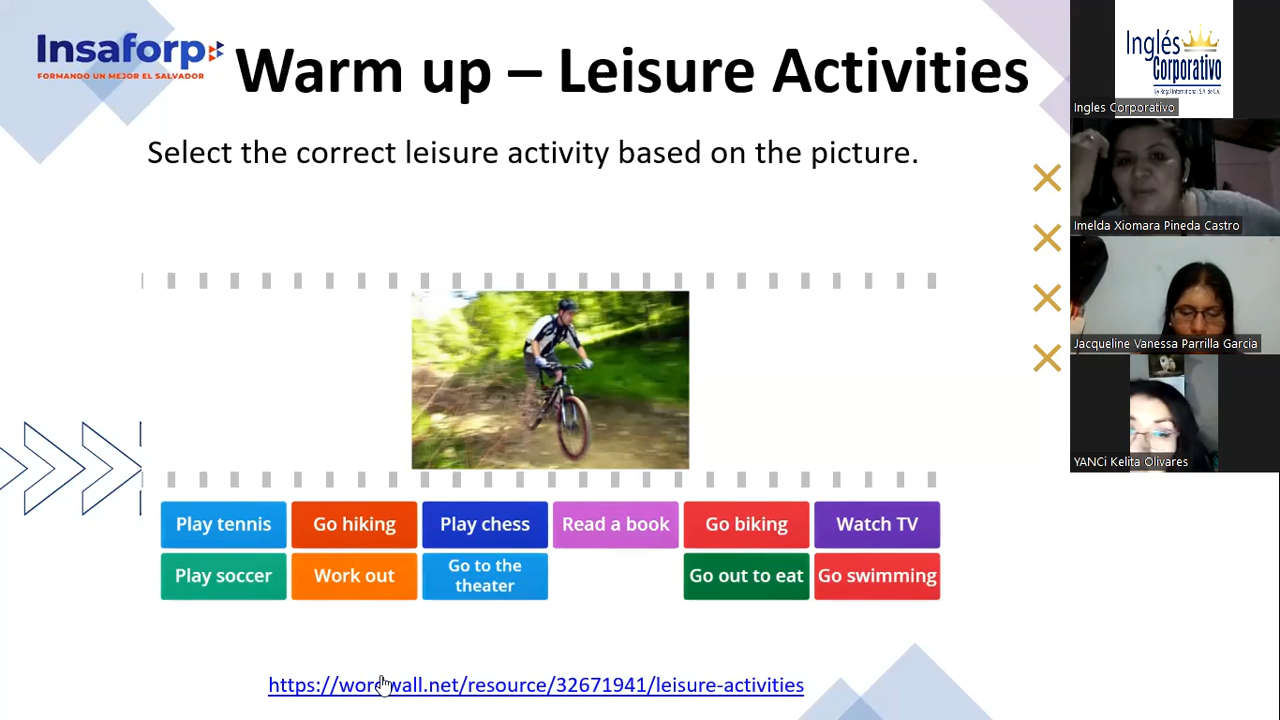 Insaforp
FORMANDO UN MEJOR EL SALVADOR
Warm up – Leisure Activities
Select the correct leisure activity based on the picture.
Play tennis
Go hiking
Play chess
Read a book
Go biking
Watch TV
Play soccer
Work out
Go to the
theater
Go out to eat
Go swimming
https://wordwall.net/resource/32671941/leisure-activities
Inglés
Corporativo
Ingles Corporativo
Imelda Xiomara Pineda Castro
Jacqueline Vanessa Parrilla Garcia
YANCi Kelita Olivares